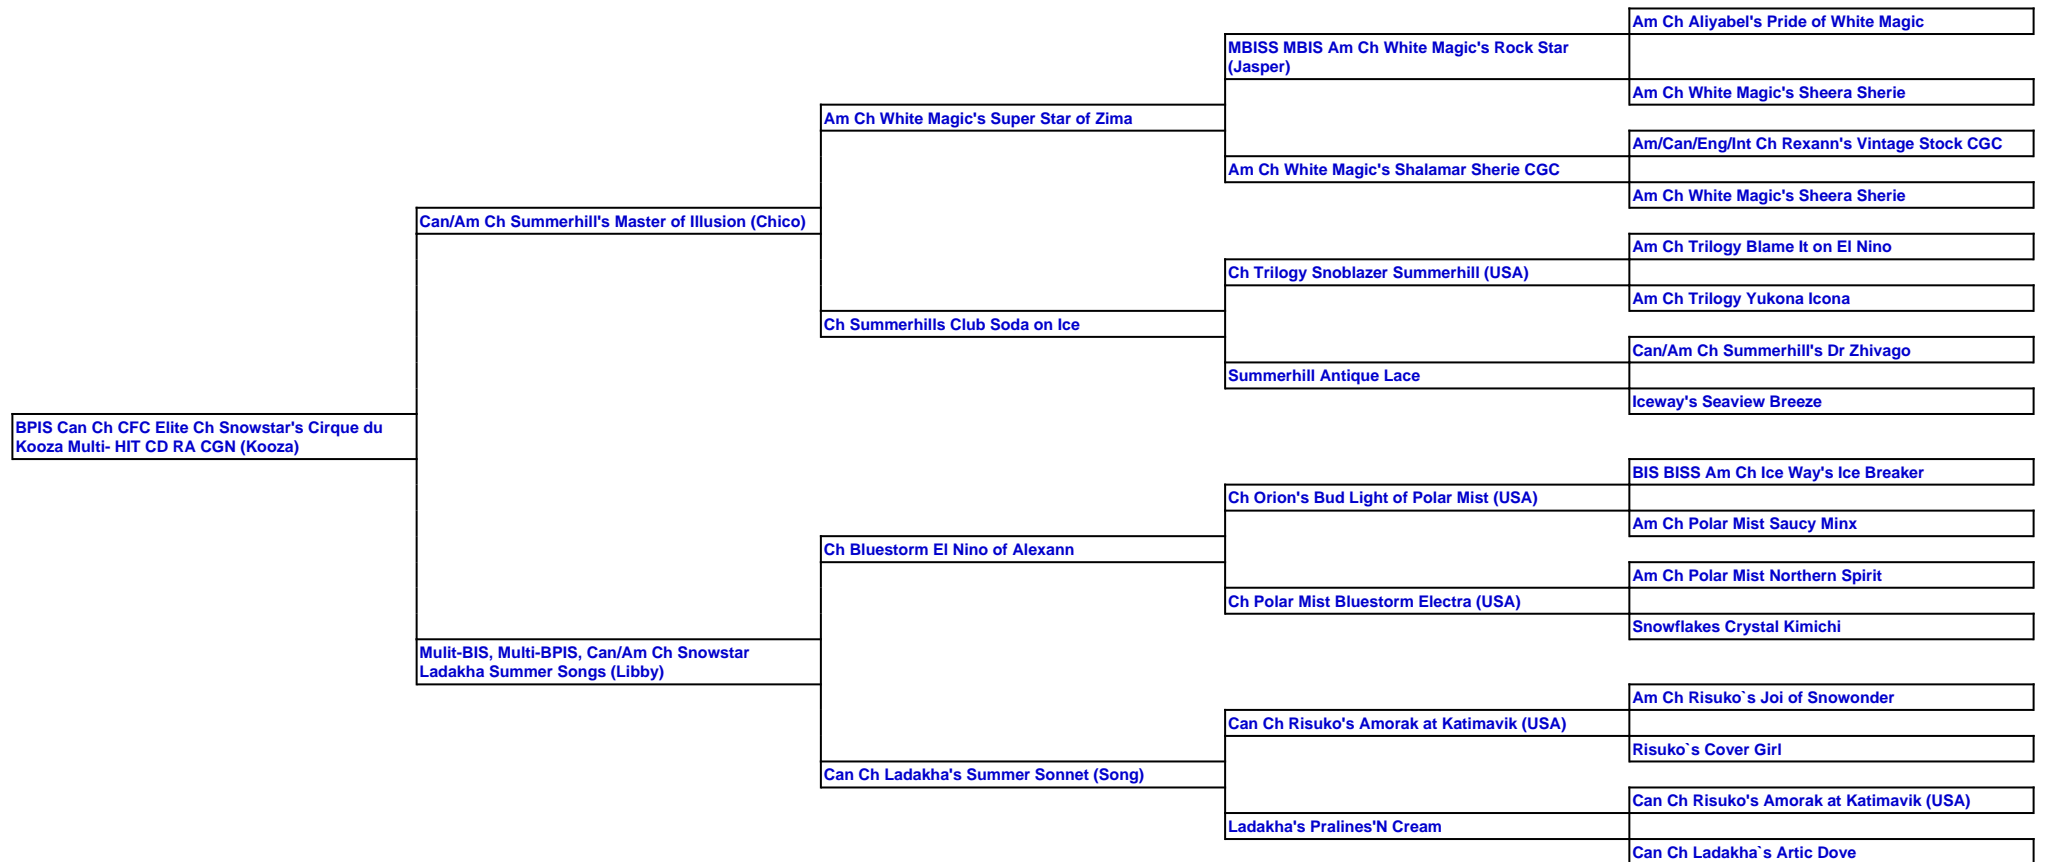 Am Ch Aliyabel's Pride of White Magic
MBISS MBIS Am Ch White Magic's Rock Star
(Jasper)
Am Ch White Magic's Sheera Sherie
Am Ch White Magic's Super Star of Zima
Am/Can/Eng/Int Ch Rexann's Vintage Stock CGC
Am Ch White Magic's Shalamar Sherie CGC
Am Ch White Magic's Sheera Sherie
Can/Am Ch Summerhill's Master of Illusion (Chico)
Am Ch Trilogy Blame It on El Nino
Ch Trilogy Snoblazer Summerhill (USA)
Am Ch Trilogy Yukona Icona
Ch Summerhills Club Soda on Ice
Can/Am Ch Summerhill's Dr Zhivago
Summerhill Antique Lace
Iceway's Seaview Breeze
BPIS Can Ch CFC Elite Ch Snowstar's Cirque du
Kooza Multi- HIT CD RA CGN (Kooza)
BIS BISS Am Ch Ice Way's Ice Breaker
Ch Orion's Bud Light of Polar Mist (USA)
Am Ch Polar Mist Saucy Minx
Ch Bluestorm El Nino of Alexann
Am Ch Polar Mist Northern Spirit
Ch Polar Mist Bluestorm Electra (USA)
Snowflakes Crystal Kimichi
Mulit-BIS, Multi-BPIS, Can/Am Ch Snowstar
Ladakha Summer Songs (Libby)
Am Ch Risuko`s Joi of Snowonder
Can Ch Risuko's Amorak at Katimavik (USA)
Risuko`s Cover Girl
Can Ch Ladakha's Summer Sonnet (Song)
Can Ch Risuko's Amorak at Katimavik (USA)
Ladakha's Pralines'N Cream
Can Ch Ladakha`s Artic Dove